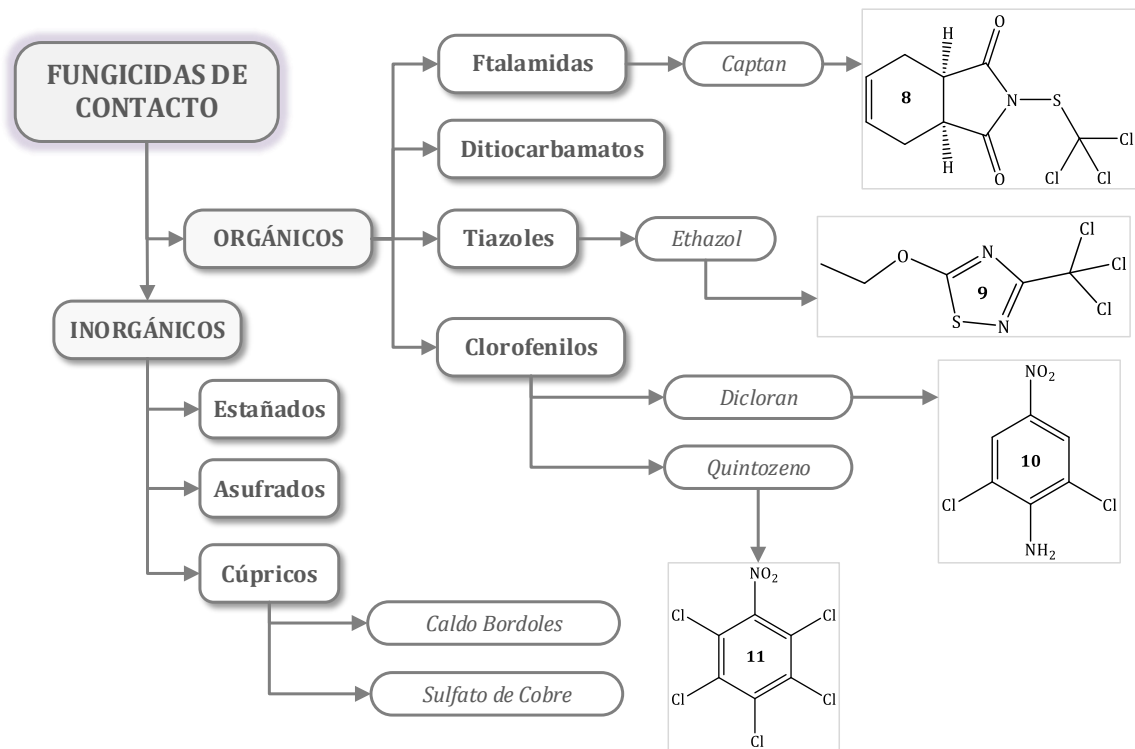 FUNGICIDAS DE
CONTACTO
ORGÁNICOS
Ftalamidas
Captan
H
O
8
N
S
H
O
Cl
Cl
Cl
Ditiocarbamatos
Tiazoles
Ethazol
O
N
9
S
N
Cl
Cl
Cl
Clorofenilos
Dicloran
NO2
10
Cl
Cl
NH2
Quintozeno
NO2
Cl
Cl
11
Cl
Cl
Cl
INORGÁNICOS
Estañados
Asufrados
Cúpricos
Caldo Bordoles
Sulfato de Cobre